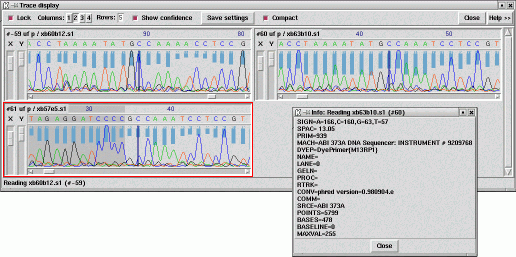 Trace display
Lock Columns: 1 2 3 4 Rows: 5 Show confidence Save settings Compact Close Help >>
#-59 uf p / xb60b12.s1
X Y 90 80
A C C T A A A A T A T G C C A A A A C C T C C G
#60 uf p / xb63b10.s1
X Y 50 60
A C C T A A A A T A T G C C A A A A T C C T C C G T
#61 uf p / xb57e5.s1
X Y 30 40
T A G A G G A T C C C C G C C A A A T C C T C C G T
Reading xb60b12.s1 (#-59)
Info: Reading xb63b10.s1 (#60)
SIGN=A=166,C=160,G=63,T=57
SPAC= 13.05
PRIM=939
MACH=ABI 373A DNA Sequencer: INSTRUMENT # 9209768
DYEP=DyePrimer{M13RP1}
NAME=
LANE=0
GELN=
PROC=
RTRK=
CONV=phred version=0.980904.e
COMM=
SRCE=ABI 373A
POINTS=5799
BASES=478
BASELINE=0
MAXVAL=255
Close